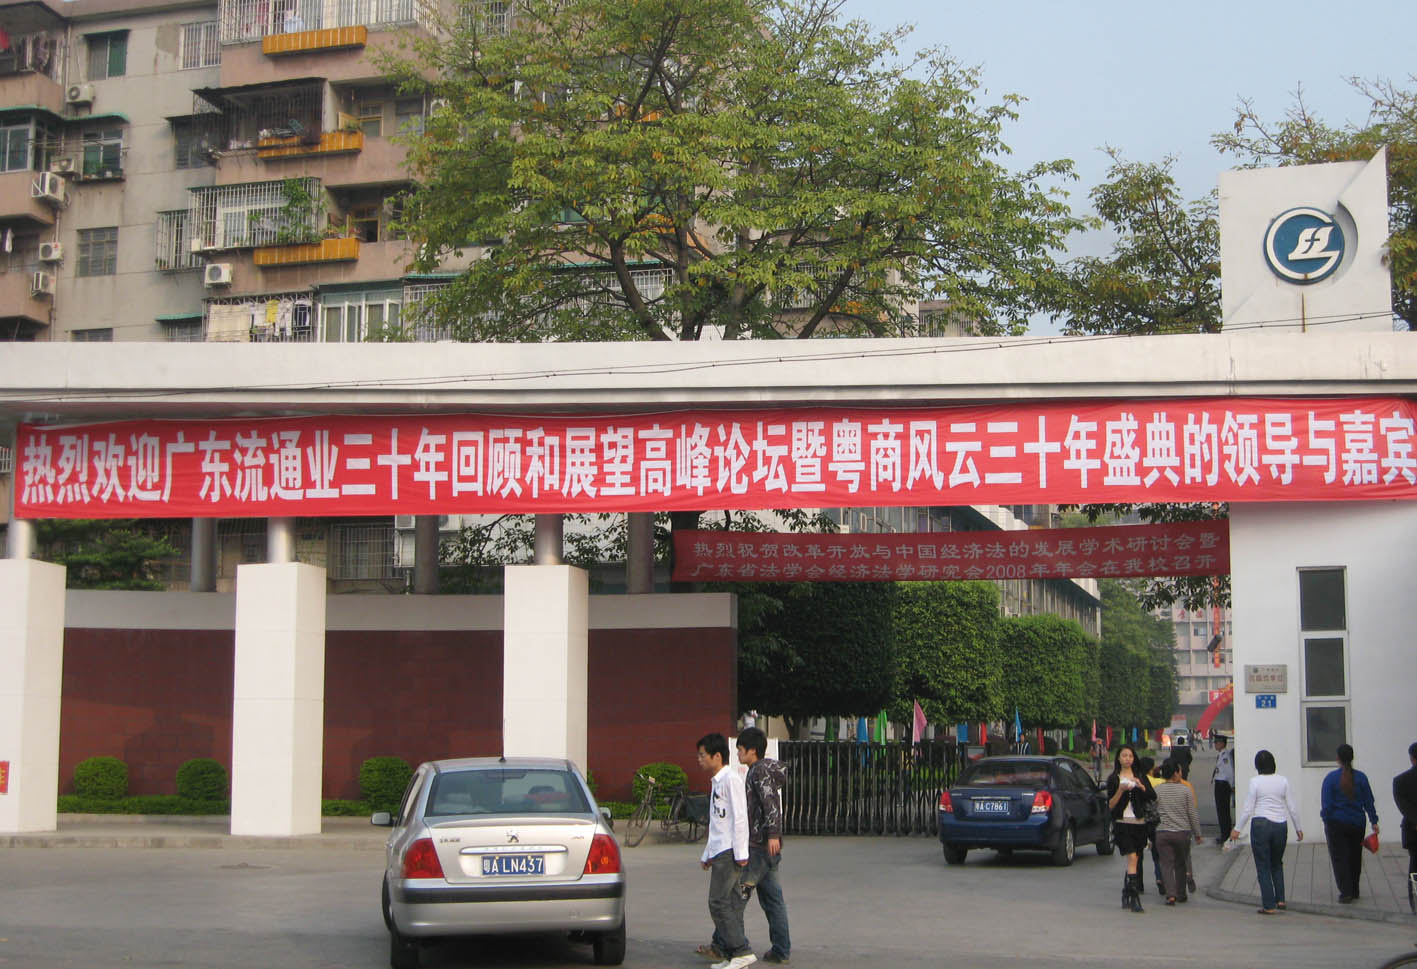 热烈欢迎广东流通业三十年回顾和展望高峰论坛暨粤商风云三十年盛典的领导与嘉宾
热烈祝贺改革开放与中国经济法的发展学术研讨会暨
广东省法学会经济法学研究会2008年年会在我校召开
21
粤A C7861
粤A LN437